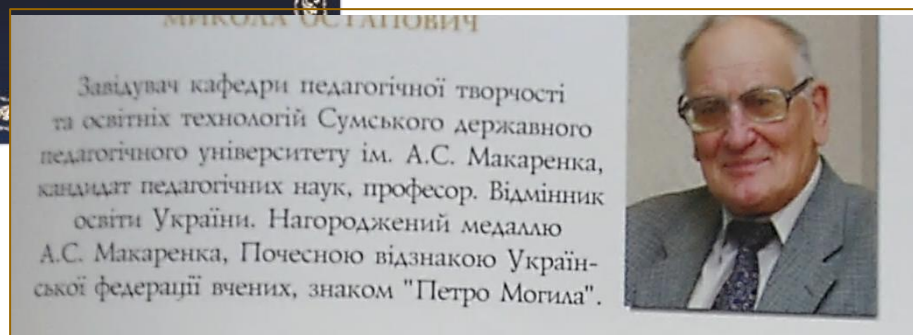 МИКОЛА ОСТАПОВИЧ
Завідувач кафедри педагогічної творчості
та освітніх технологій Сумського державного
педагогічного університету ім. А.С. Макаренка,
кандидат педагогічних наук, професор. Відмінник
освіти України. Нагороджений медаллю
А.С. Макаренка, Почесною відзнакою Україн-
ської федерації вчених, знаком "Петро Могила".